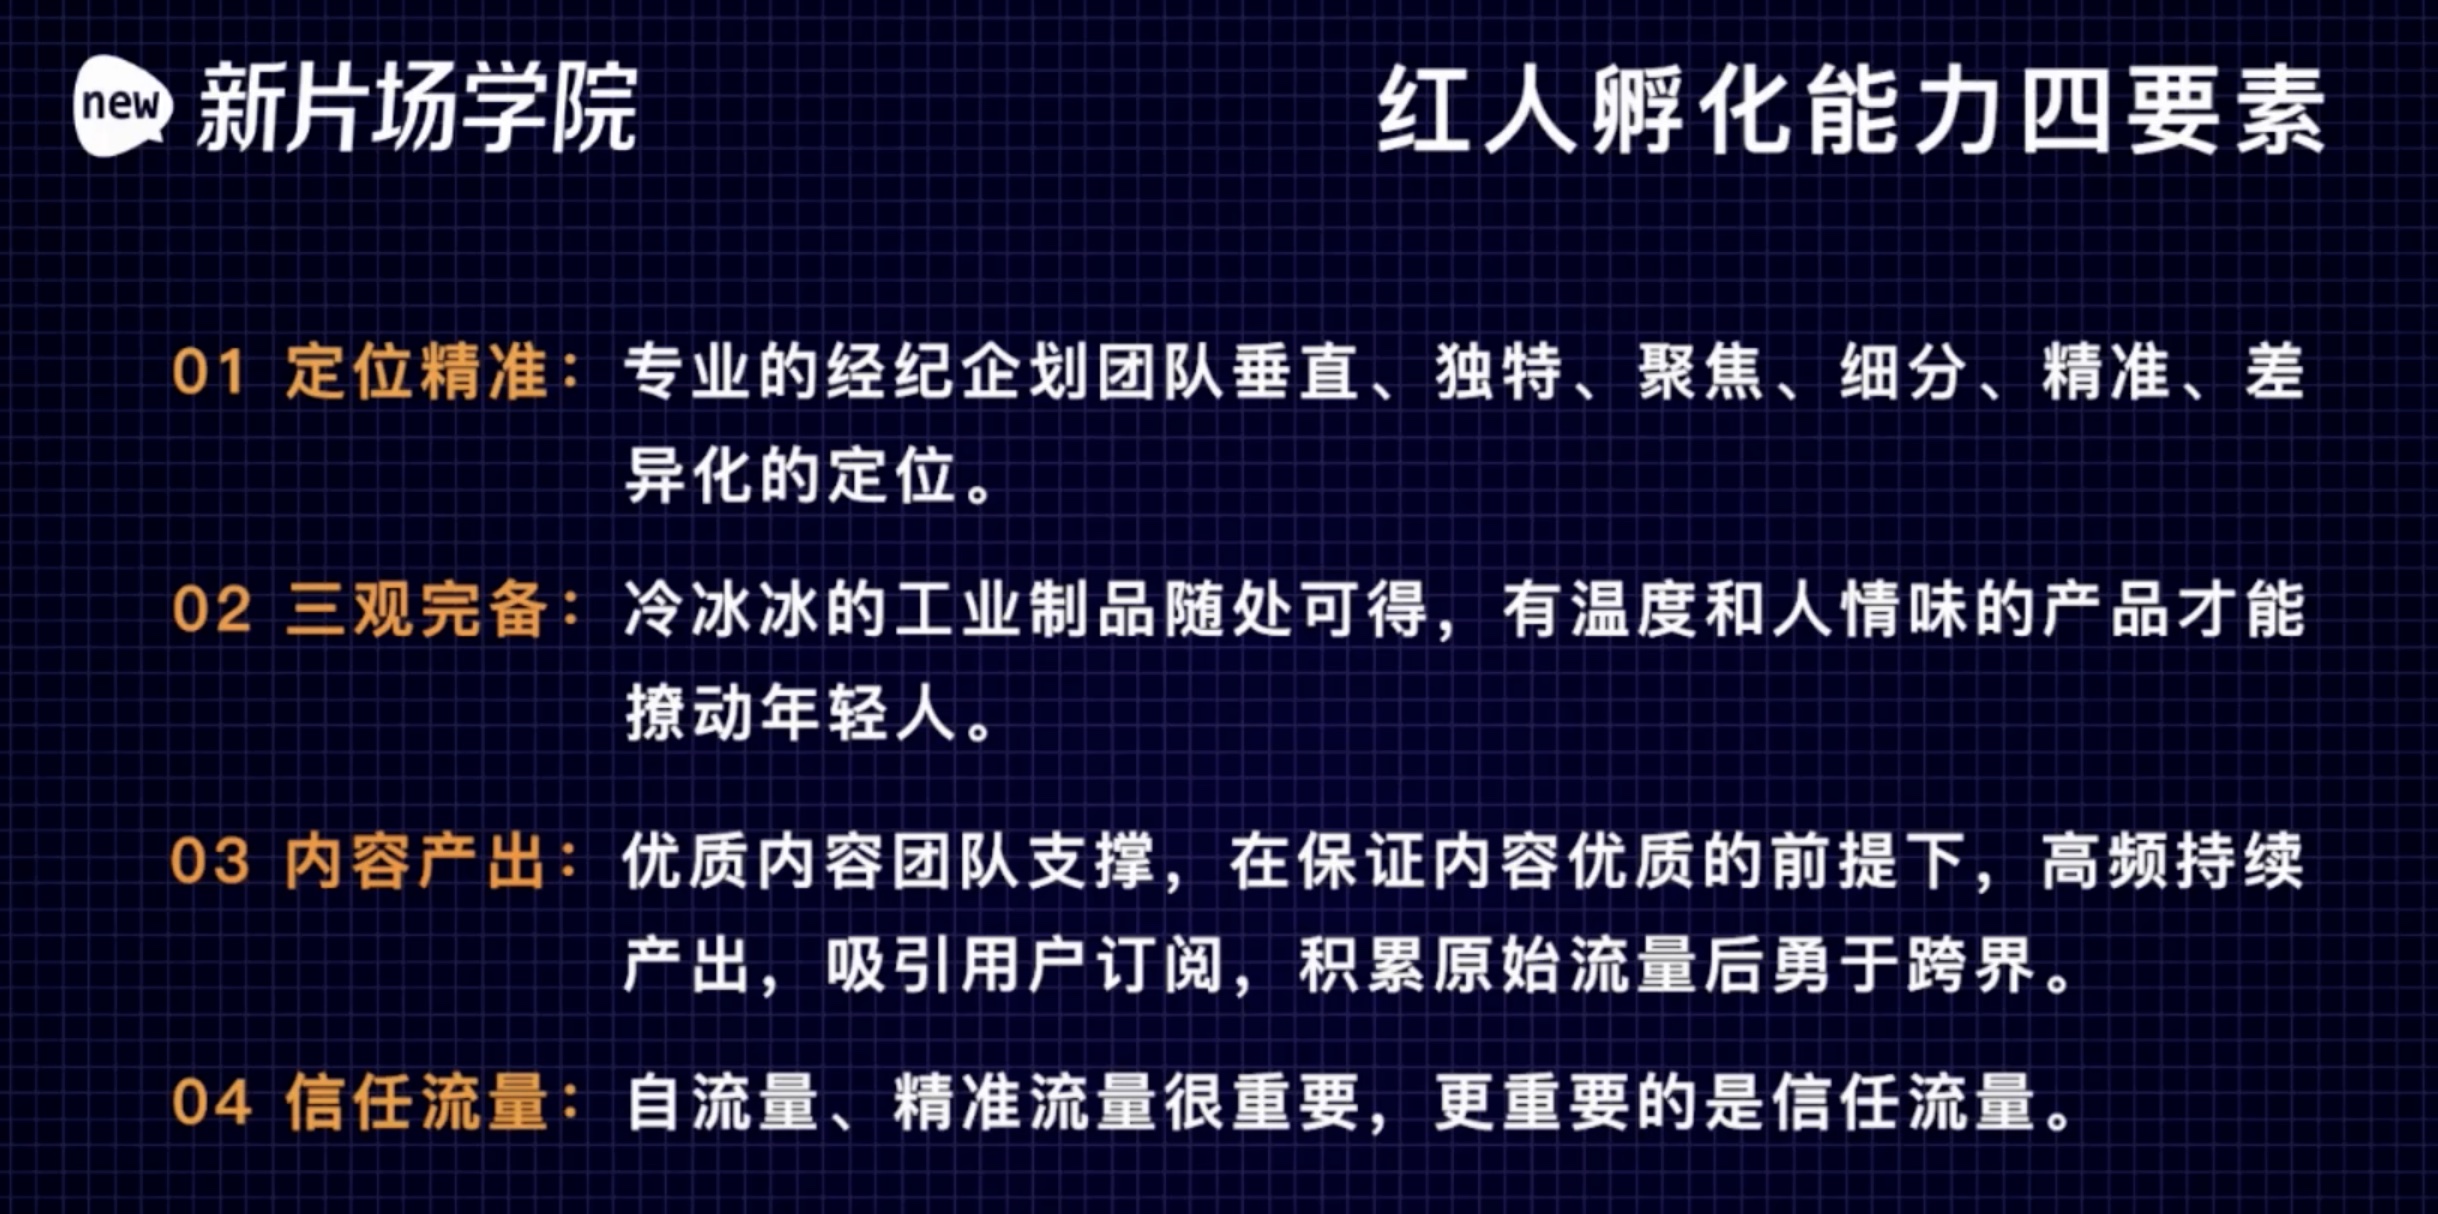 new 新片场学院
红人孵化能力四要素
01 定位精准：专业的经纪企划团队垂直、独特、聚焦、细分、精准、差
异化的定位。
02 三观完备：冷冰冰的工业制品随处可得，有温度和人情味的产品才能
撩动年轻人。
03 内容产出：优质内容团队支撑，在保证内容优质的前提下，高频持续
产出，吸引用户订阅，积累原始流量后勇于跨界。
04 信任流量：自流量、精准流量很重要，更重要的是信任流量。